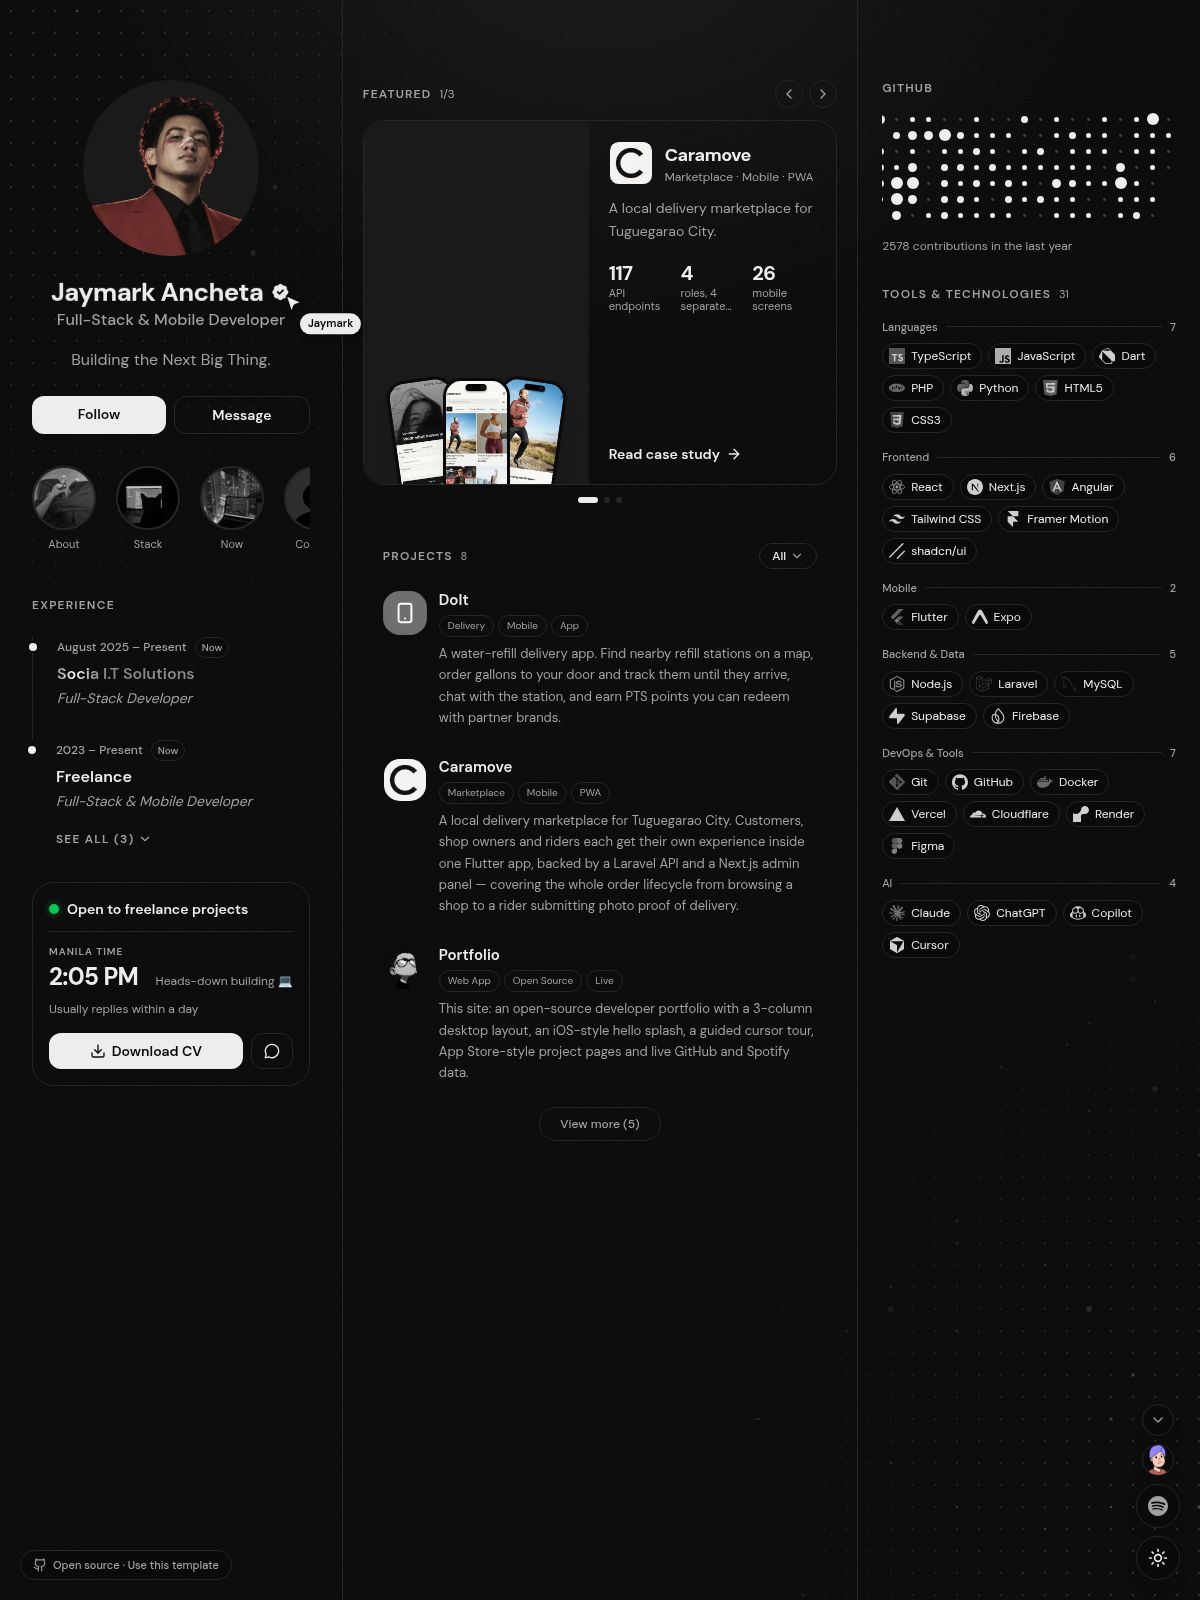 Jaymark Ancheta
Full-Stack & Mobile Developer
Jaymark
Building the Next Big Thing.
Follow
Message
About
Stack
Now
Co
EXPERIENCE
August 2025 – Present Now
Socia I.T Solutions
Full-Stack Developer
2023 – Present Now
Freelance
Full-Stack & Mobile Developer
SEE ALL (3)
Open to freelance projects
MANILA TIME
2:05 PM Heads-down building
Usually replies within a day
Download CV
Open source · Use this template
FEATURED 1/3
Caramove
Marketplace · Mobile · PWA
A local delivery marketplace for
Tuguegarao City.
117 4 26
API roles, 4 mobile
endpoints separate... screens
Read case study
PROJECTS 8
All
DoIt
Delivery Mobile App
A water-refill delivery app. Find nearby refill stations on a map,
order gallons to your door and track them until they arrive,
chat with the station, and earn PTS points you can redeem
with partner brands.
Caramove
Marketplace Mobile PWA
A local delivery marketplace for Tuguegarao City. Customers,
shop owners and riders each get their own experience inside
one Flutter app, backed by a Laravel API and a Next.js admin
panel — covering the whole order lifecycle from browsing a
shop to a rider submitting photo proof of delivery.
Portfolio
Web App Open Source Live
This site: an open-source developer portfolio with a 3-column
desktop layout, an iOS-style hello splash, a guided cursor tour,
App Store-style project pages and live GitHub and Spotify
data.
View more (5)
GITHUB
2578 contributions in the last year
TOOLS & TECHNOLOGIES 31
Languages 7
TS TypeScript JS JavaScript Dart
PHP Python HTML5
CSS3
Frontend 6
React Next.js Angular
Tailwind CSS Framer Motion
shadcn/ui
Mobile 2
Flutter Expo
Backend & Data 5
Node.js Laravel MySQL
Supabase Firebase
DevOps & Tools 7
Git GitHub Docker
Vercel Cloudflare Render
Figma
AI 4
Claude ChatGPT Copilot
Cursor